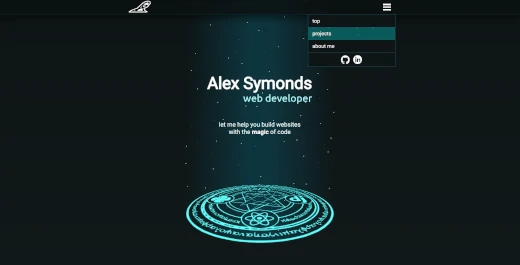 top
projects
about me
Alex Symonds
web developer
let me help you build websites
with the magic of code